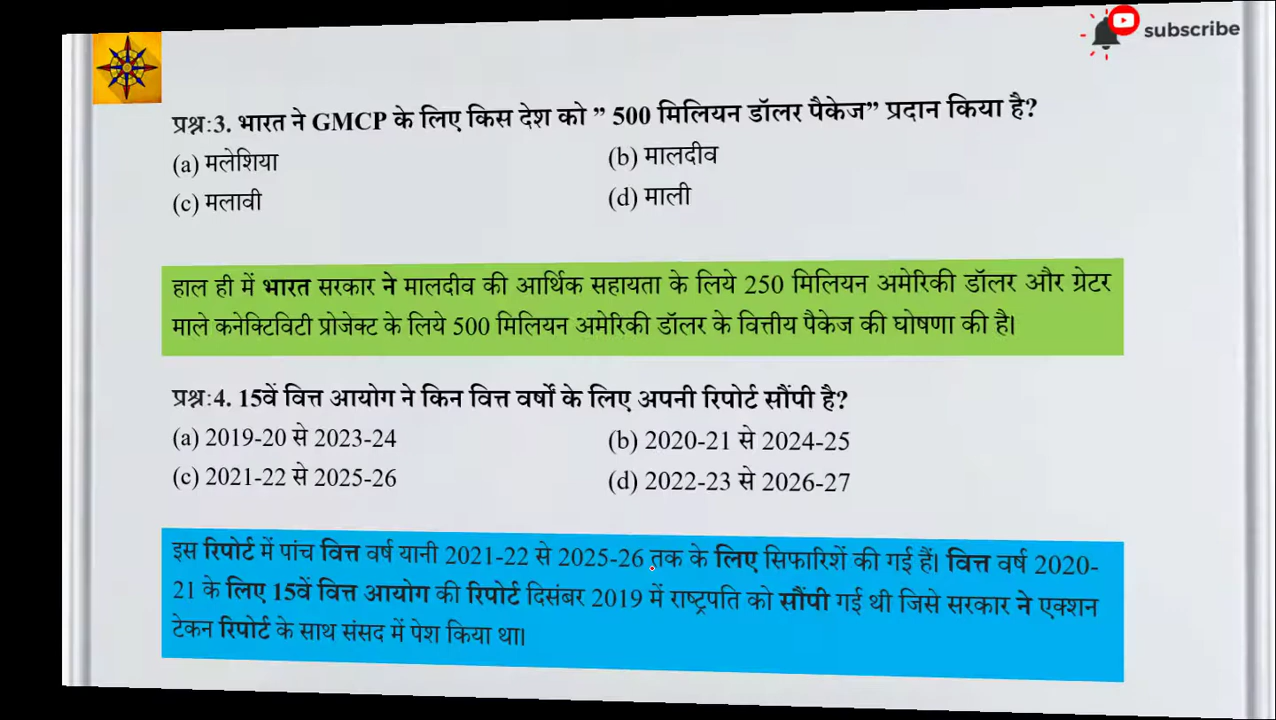 subscribe
प्रश्न:3. भारत ने GMCP के लिए किस देश को ” 500 मिलियन डॉलर पैकेज” प्रदान किया है?
(a) मलेशिया (b) मालदीव
(c) मलावी (d) माली
हाल ही में भारत सरकार ने मालदीव की आर्थिक सहायता के लिये 250 मिलियन अमेरिकी डॉलर और ग्रेटर
माले कनेक्टिविटी प्रोजेक्ट के लिये 500 मिलियन अमेरिकी डॉलर के वित्तीय पैकेज की घोषणा की है।
प्रश्न:4. 15वें वित्त आयोग ने किन वित्त वर्षों के लिए अपनी रिपोर्ट सौंपी है?
(a) 2019-20 से 2023-24 (b) 2020-21 से 2024-25
(c) 2021-22 से 2025-26 (d) 2022-23 से 2026-27
इस रिपोर्ट में पांच वित्त वर्ष यानी 2021-22 से 2025-26 तक के लिए सिफारिशें की गई हैं। वित्त वर्ष 2020-
21 के लिए 15वें वित्त आयोग की रिपोर्ट दिसंबर 2019 में राष्ट्रपति को सौंपी गई थी जिसे सरकार ने एक्शन
टेकन रिपोर्ट के साथ संसद में पेश किया था।